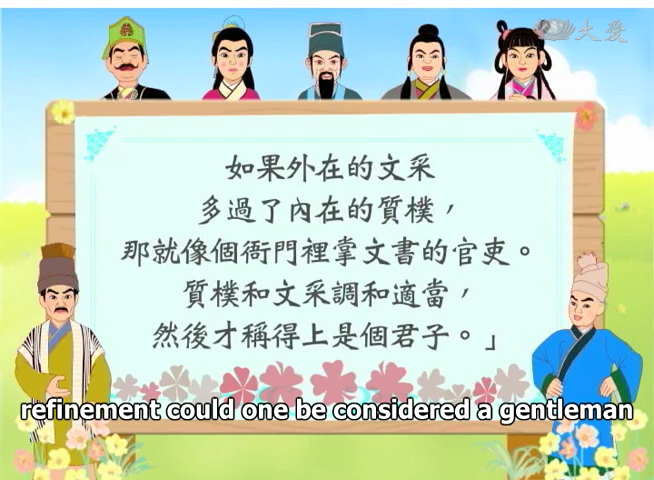 大愛
如果外在的文采
多過了內在的質樸，
那就像個衙門裡掌文書的官吏。
質樸和文采調和適當，
然後才稱得上是個君子。」
refinement could one be considered a gentleman